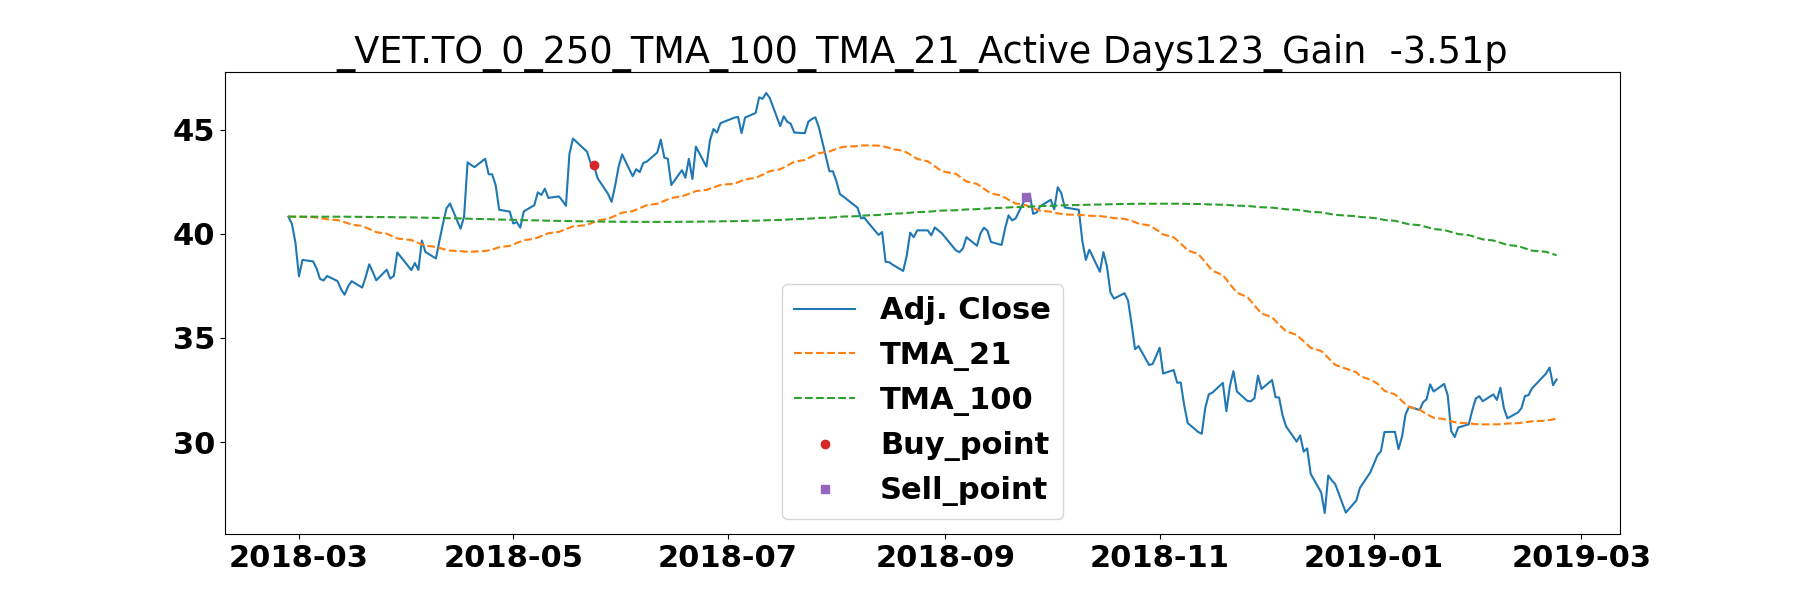 _VET.TO_0_250_TMA_100_TMA_21_Active Days123_Gain  -3.51p
45
40
35
30
Adj. Close
TMA_21
TMA_100
Buy_point
Sell_point
2018-03 2018-05 2018-07 2018-09 2018-11 2019-01 2019-03